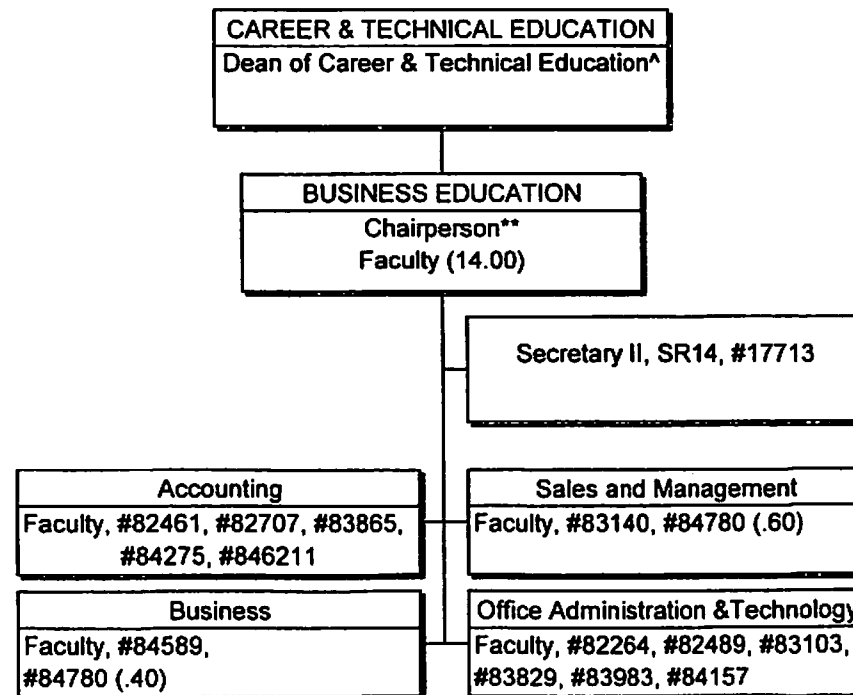 CAREER & TECHNICAL EDUCATION
Dean of Career & Technical Education^
BUSINESS EDUCATION
Chairperson**
Faculty (14.00)
Secretary II, SR14, #17713
Accounting
Faculty, #82461, #82707, #83865,
#84275, #846211
Sales and Management
Faculty, #83140, #84780 (.60)
Business
Faculty, #84589,
#84780 (.40)
Office Administration &Technology
Faculty, #82264, #82489, #83103,
#83829, #83983, #84157